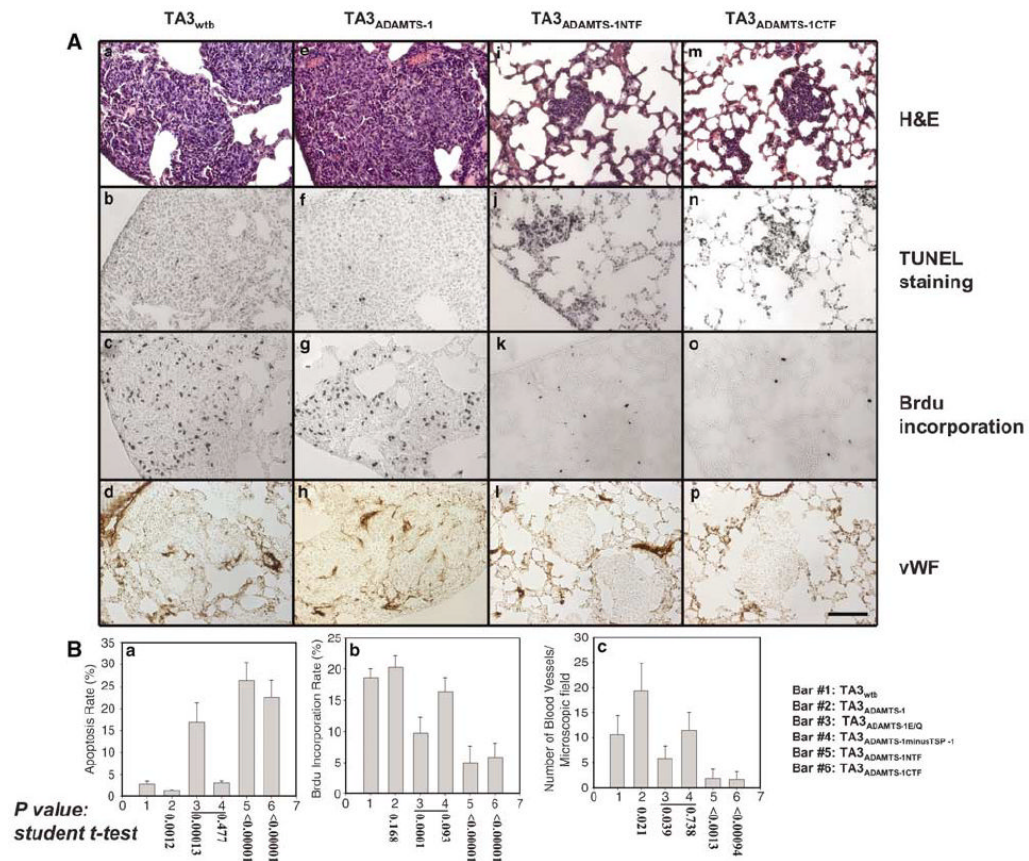 TA3wtb TA3ADAMTS-1 TA3ADAMTS-1NTF TA3ADAMTS-1CTF
A
a e i m
H&E
b f j n
TUNEL
staining
c g k o
Brdu
incorporation
d h l p
vWF
B
a b c
Apoptosis Rate (%)
35
30
25
20
15
10
5
0
0 1 2 3 4 5 6 7
Brdu Incorporation Rate (%)
25
20
15
10
5
0
0 1 2 3 4 5 6 7
Number of Blood Vessels/
Microscopic field
30
25
20
15
10
5
0
0 1 2 3 4 5 6 7
Bar #1: TA3wtb
Bar #2: TA3ADAMTS-1
Bar #3: TA3ADAMTS-1E/Q
Bar #4: TA3ADAMTS-1minusTSP -1
Bar #5: TA3ADAMTS-1NTF
Bar #6: TA3ADAMTS-1CTF
P value:
student t-test
0.0012 0.00013 0.477 <0.00001 <0.00001
0.168 0.0001 0.093 <0.00001 <0.00001
0.021 0.039 0.738 <0.0013 <0.00094